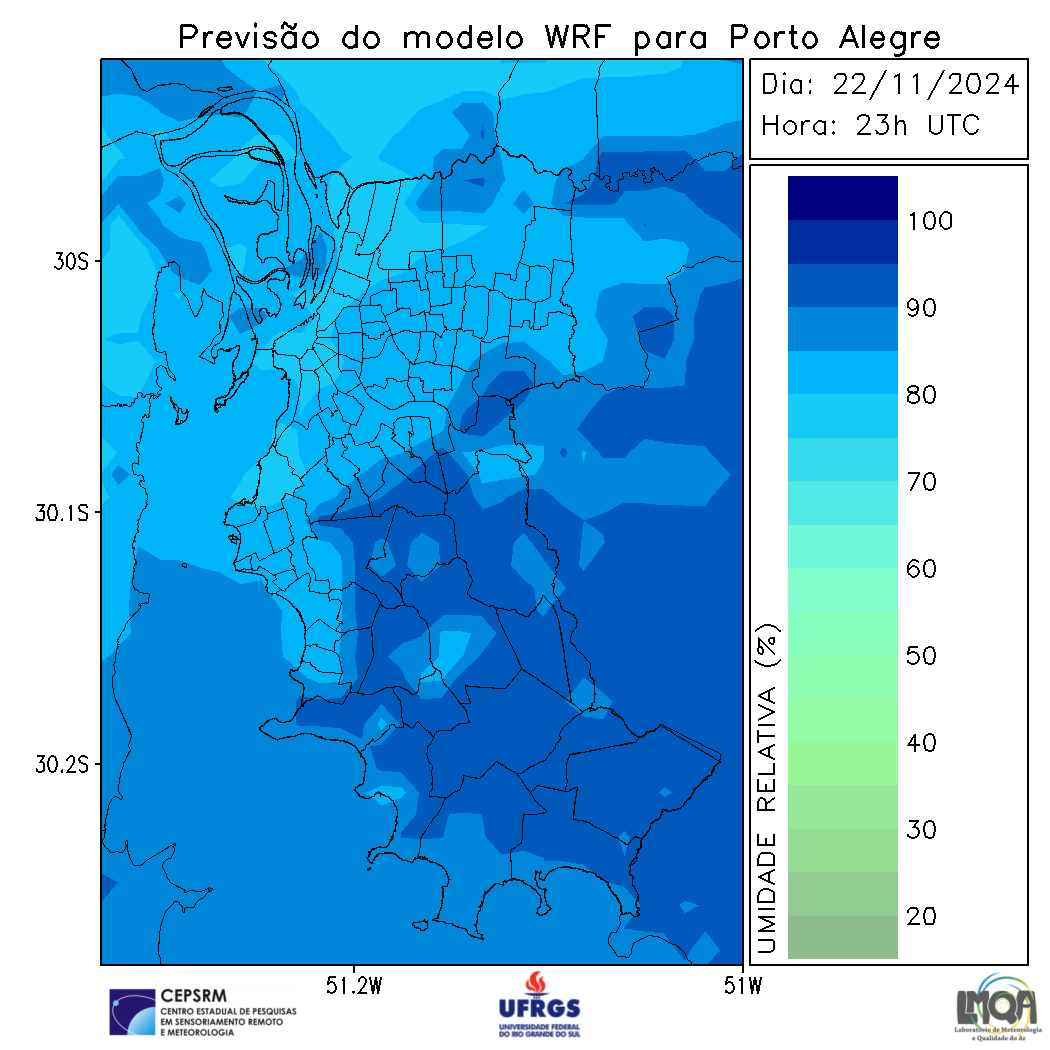 Previsão do modelo WRF para Porto Alegre
Dia: 22/11/2024
Hora: 23h UTC
100
90
80
70
60
50
40
30
20
UMIDADE RELATIVA (%)
30S
30.1S
30.2S
51.2W
51W
CEPSRM
CENTRO ESTADUAL DE PESQUISAS
EM SENSORIAMENTO REMOTO
E METEOROLOGIA
UFRGS
UNIVERSIDADE FEDERAL
DO RIO GRANDE DO SUL
LMQA
Laboratório de Meteorologia
e Qualidade do Ar